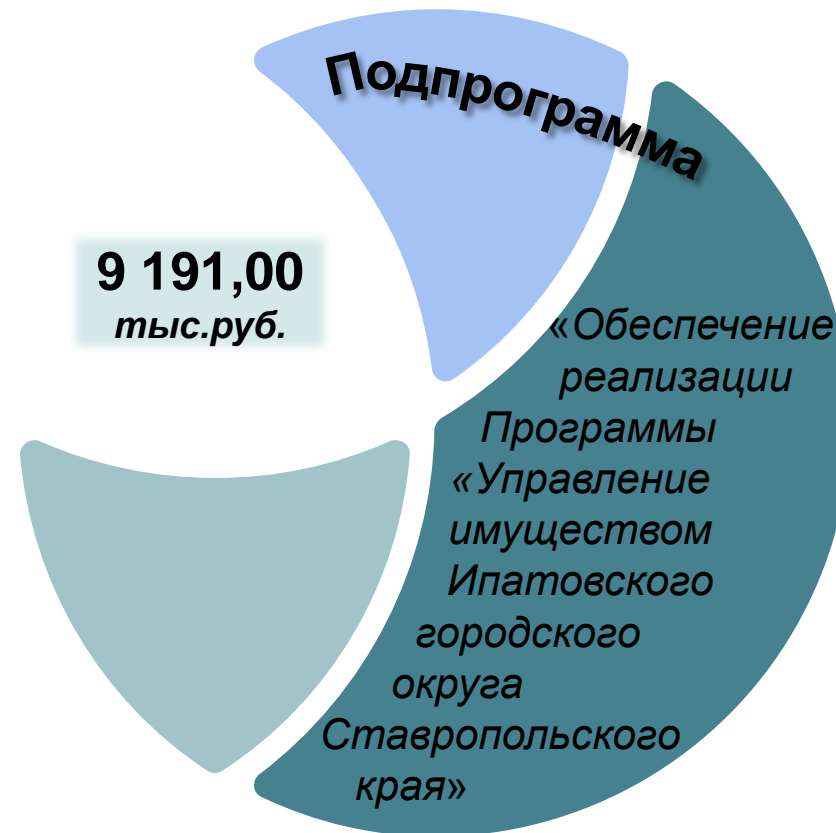 Подпрограмма
9 191,00
тыс.руб.
«Обеспечение
реализации
Программы
«Управление
имуществом
Ипатовского
городского
округа
Ставропольского
края»